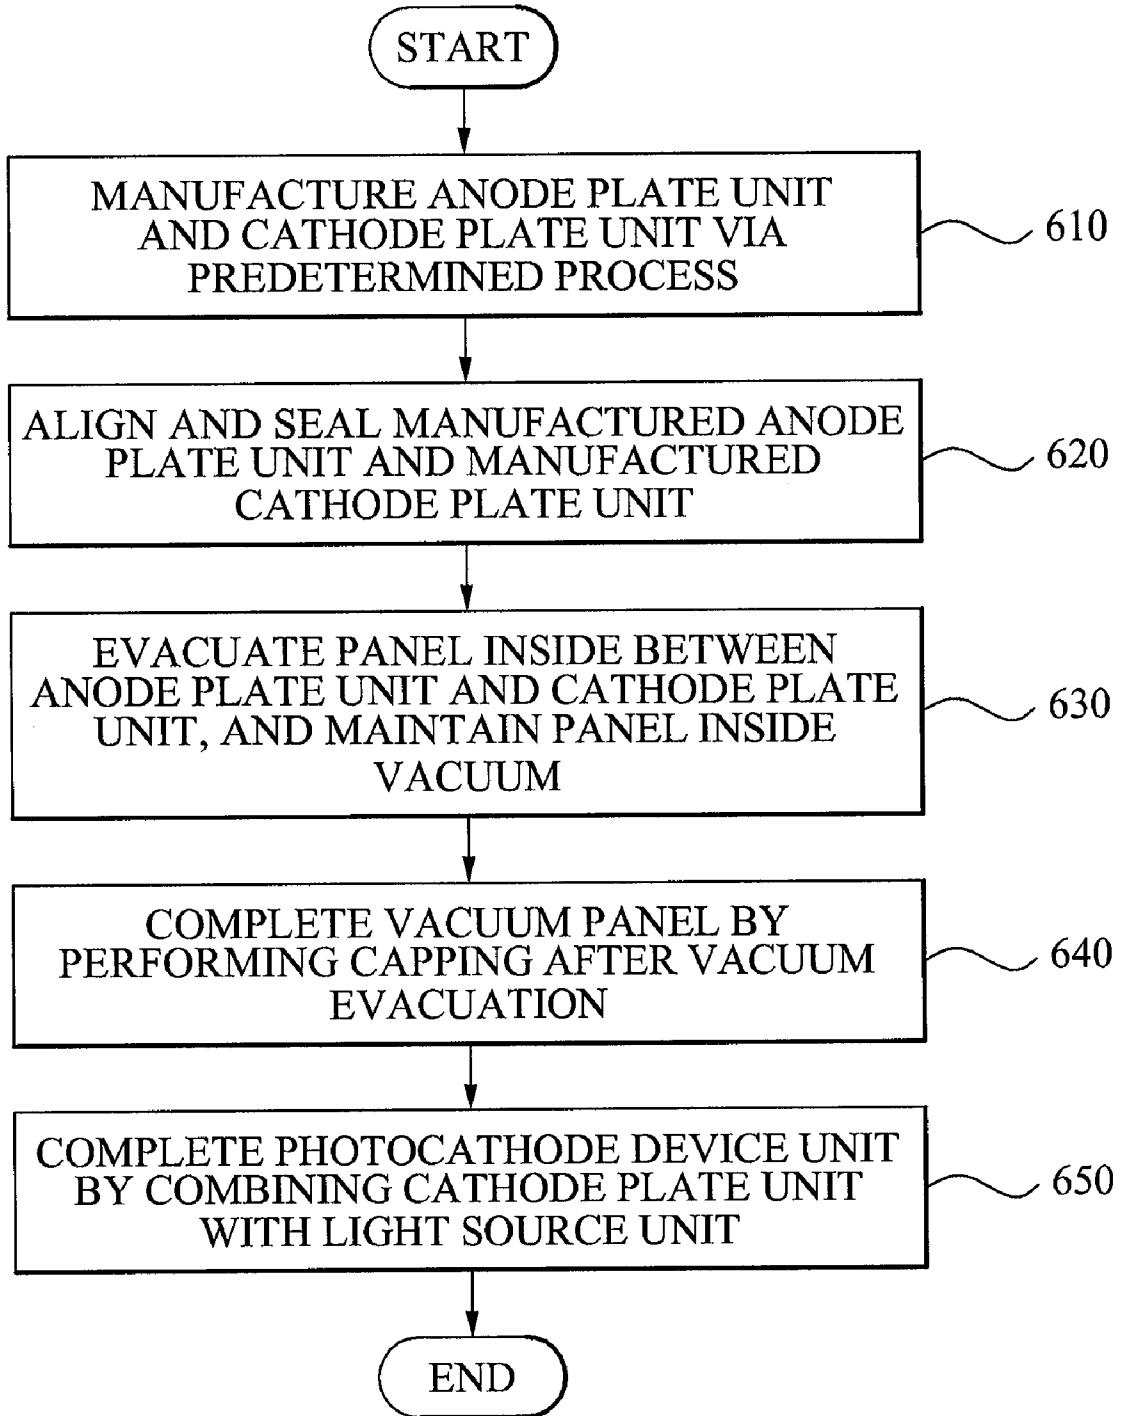 START
MANUFACTURE ANODE PLATE UNIT
AND CATHODE PLATE UNIT VIA
PREDETERMINED PROCESS
610
ALIGN AND SEAL MANUFACTURED ANODE
PLATE UNIT AND MANUFACTURED
CATHODE PLATE UNIT
620
EVACUATE PANEL INSIDE BETWEEN
ANODE PLATE UNIT AND CATHODE PLATE
UNIT, AND MAINTAIN PANEL INSIDE
VACUUM
630
COMPLETE VACUUM PANEL BY
PERFORMING CAPPING AFTER VACUUM
EVACUATION
640
COMPLETE PHOTOCATHODE DEVICE UNIT
BY COMBINING CATHODE PLATE UNIT
WITH LIGHT SOURCE UNIT
650
END